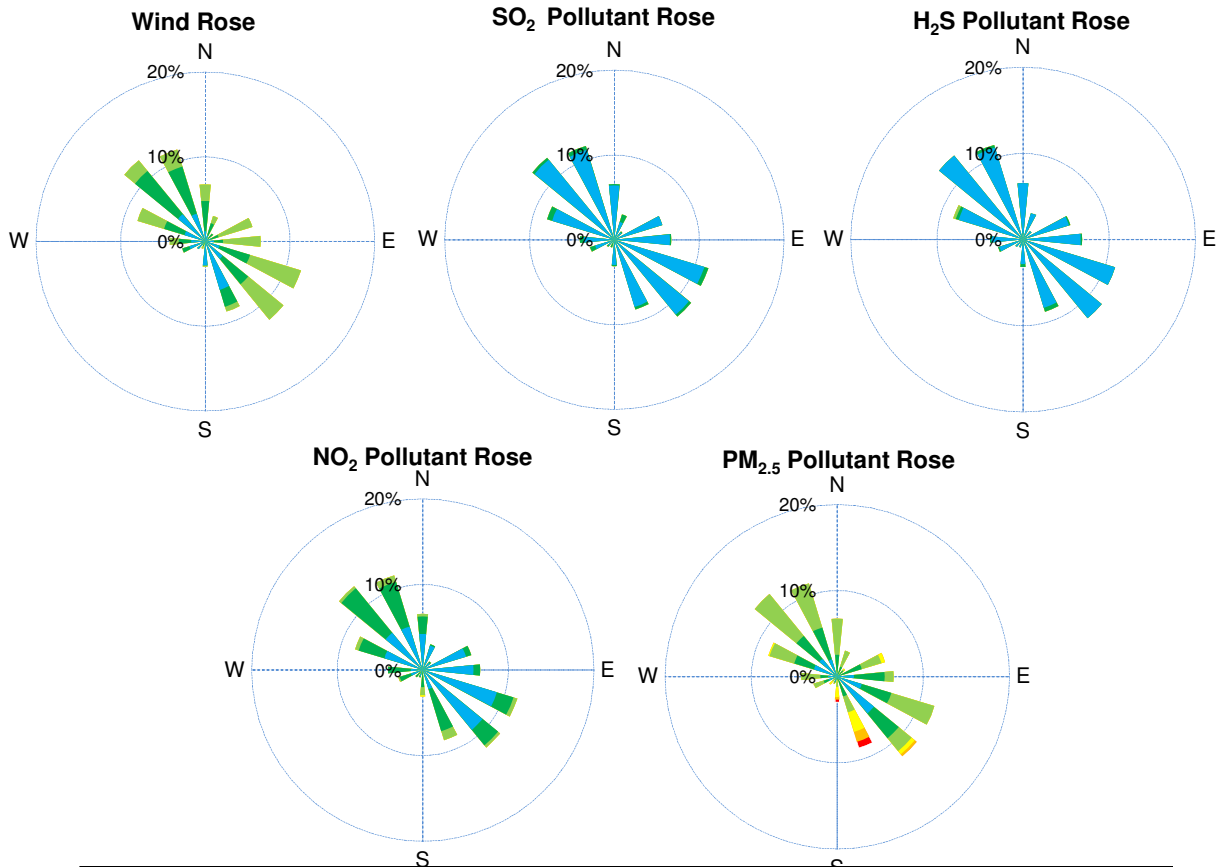 Wind Rose
N
20%
10%
W
0%
E
S
SO₂ Pollutant Rose
N
20%
10%
W
0%
E
S
H₂S Pollutant Rose
N
20%
10%
W
0%
E
S
NO₂ Pollutant Rose
N
20%
10%
W
0%
E
S
PM₂.₅ Pollutant Rose
N
20%
10%
W
0%
E
S